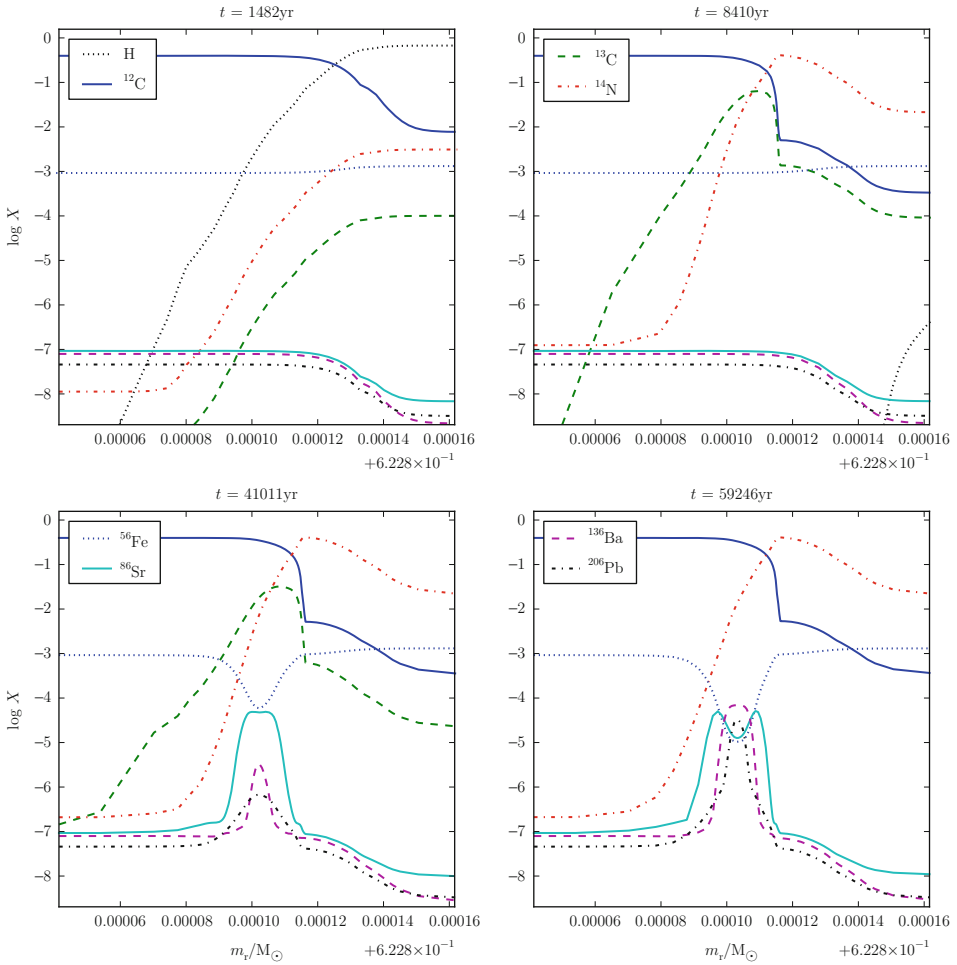 t = 1482yr
t = 8410yr
H
¹²C
¹³C
¹⁴N
log X
0
−1
−2
−3
−4
−5
−6
−7
−8
0
−1
−2
−3
−4
−5
−6
−7
−8
0.00006 0.00008 0.00010 0.00012 0.00014 0.00016
+6.228×10⁻¹
0.00006 0.00008 0.00010 0.00012 0.00014 0.00016
+6.228×10⁻¹
t = 41011yr
t = 59246yr
⁵⁶Fe
⁸⁶Sr
¹³⁶Ba
²⁰⁶Pb
log X
0
−1
−2
−3
−4
−5
−6
−7
−8
0
−1
−2
−3
−4
−5
−6
−7
−8
0.00006 0.00008 0.00010 0.00012 0.00014 0.00016
mᵣ/M☉ +6.228×10⁻¹
0.00006 0.00008 0.00010 0.00012 0.00014 0.00016
mᵣ/M☉ +6.228×10⁻¹